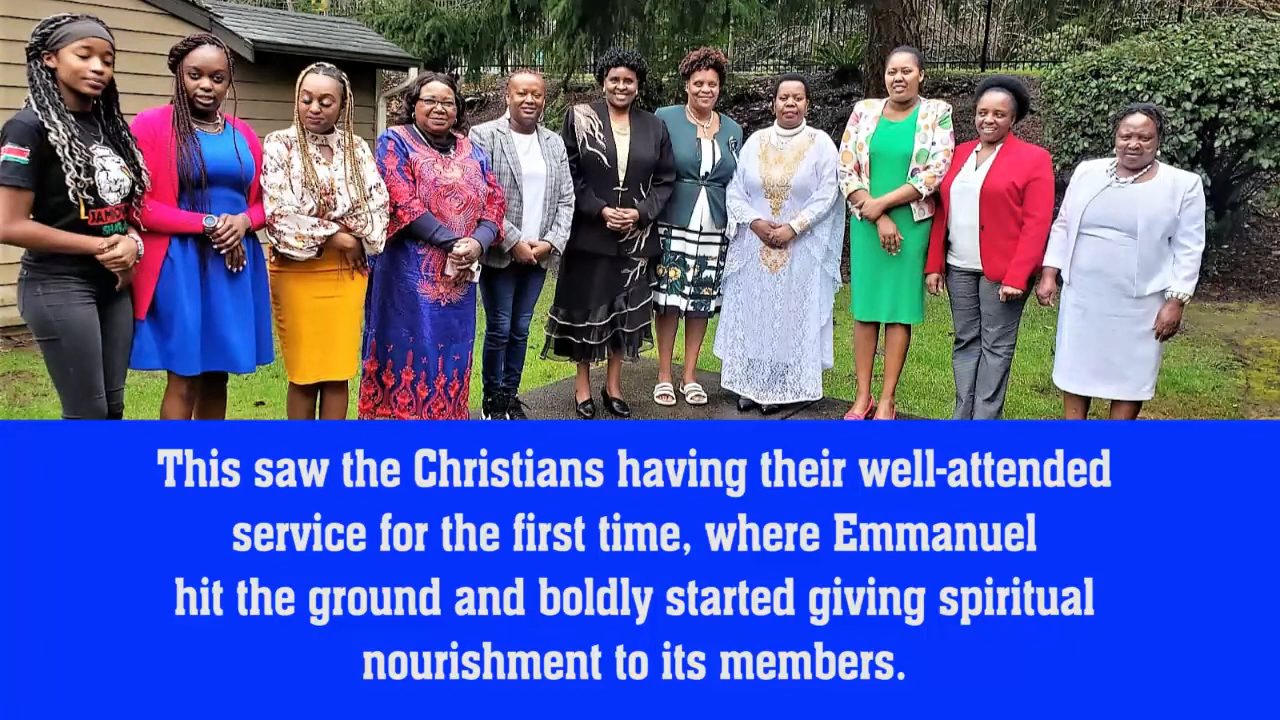 JAMBO
This saw the Christians having their well-attended
service for the first time, where Emmanuel
hit the ground and boldly started giving spiritual
nourishment to its members.